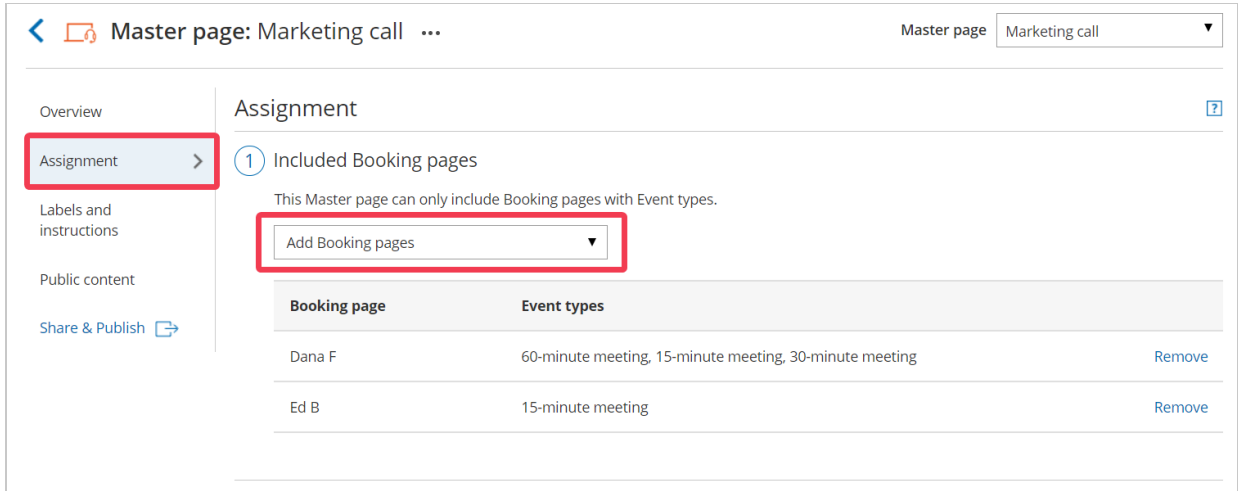 Master page: Marketing call ...
Master page
Marketing call
Overview
Assignment
Labels and
instructions
Public content
Share & Publish
Assignment
?
1 Included Booking pages
This Master page can only include Booking pages with Event types.
Add Booking pages
Booking page Event types
Dana F 60-minute meeting, 15-minute meeting, 30-minute meeting Remove
Ed B 15-minute meeting Remove